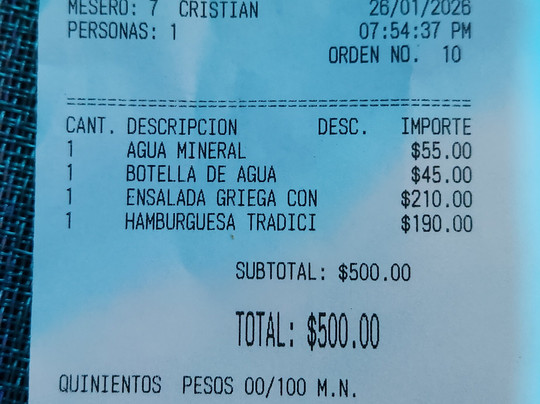 MESERO: 7 CRISTIAN 26/01/2026
PERSONAS: 1 07:54:37 PM
ORDEN NO. 10
========================================
CANT. DESCRIPCION DESC. IMPORTE
1 AGUA MINERAL $55.00
1 BOTELLA DE AGUA $45.00
1 ENSALADA GRIEGA CON $210.00
1 HAMBURGUESA TRADICI $190.00
SUBTOTAL: $500.00
TOTAL: $500.00
QUINIENTOS PESOS 00/100 M.N.